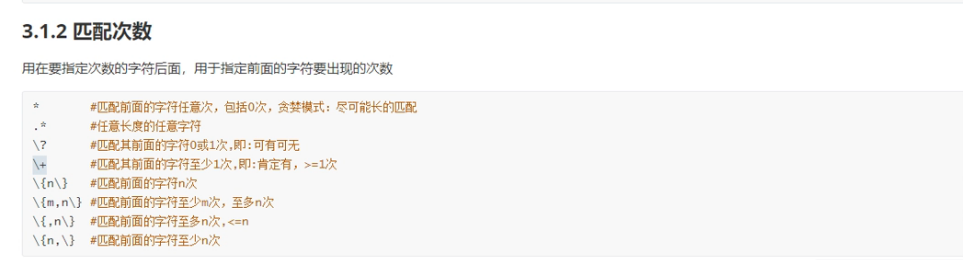 3.1.2 匹配次数
用在要指定次数的字符后面，用于指定前面的字符要出现的次数
* #匹配前面的字符任意次，包括0次，贪婪模式：尽可能长的匹配
.* #任意长度的任意字符
\? #匹配其前面的字符0或1次,即:可有可无
\+ #匹配其前面的字符至少1次,即:肯定有，>=1次
\{n\} #匹配前面的字符n次
\{m,n\} #匹配前面的字符至少m次，至多n次
\{,n\} #匹配前面的字符至多n次,<=n
\{n,\} #匹配前面的字符至少n次